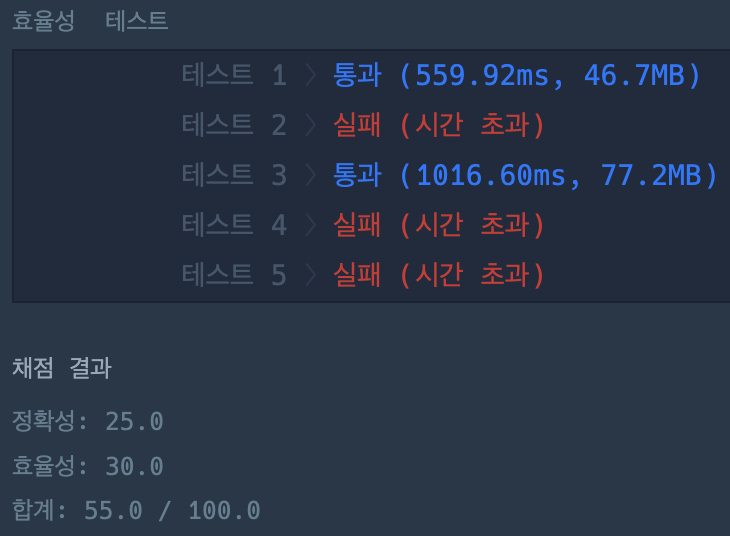 효율성 테스트
테스트 1 〉 통과 (559.92ms, 46.7MB)
테스트 2 〉 실패 (시간 초과)
테스트 3 〉 통과 (1016.60ms, 77.2MB)
테스트 4 〉 실패 (시간 초과)
테스트 5 〉 실패 (시간 초과)
채점 결과
정확성: 25.0
효율성: 30.0
합계: 55.0 / 100.0